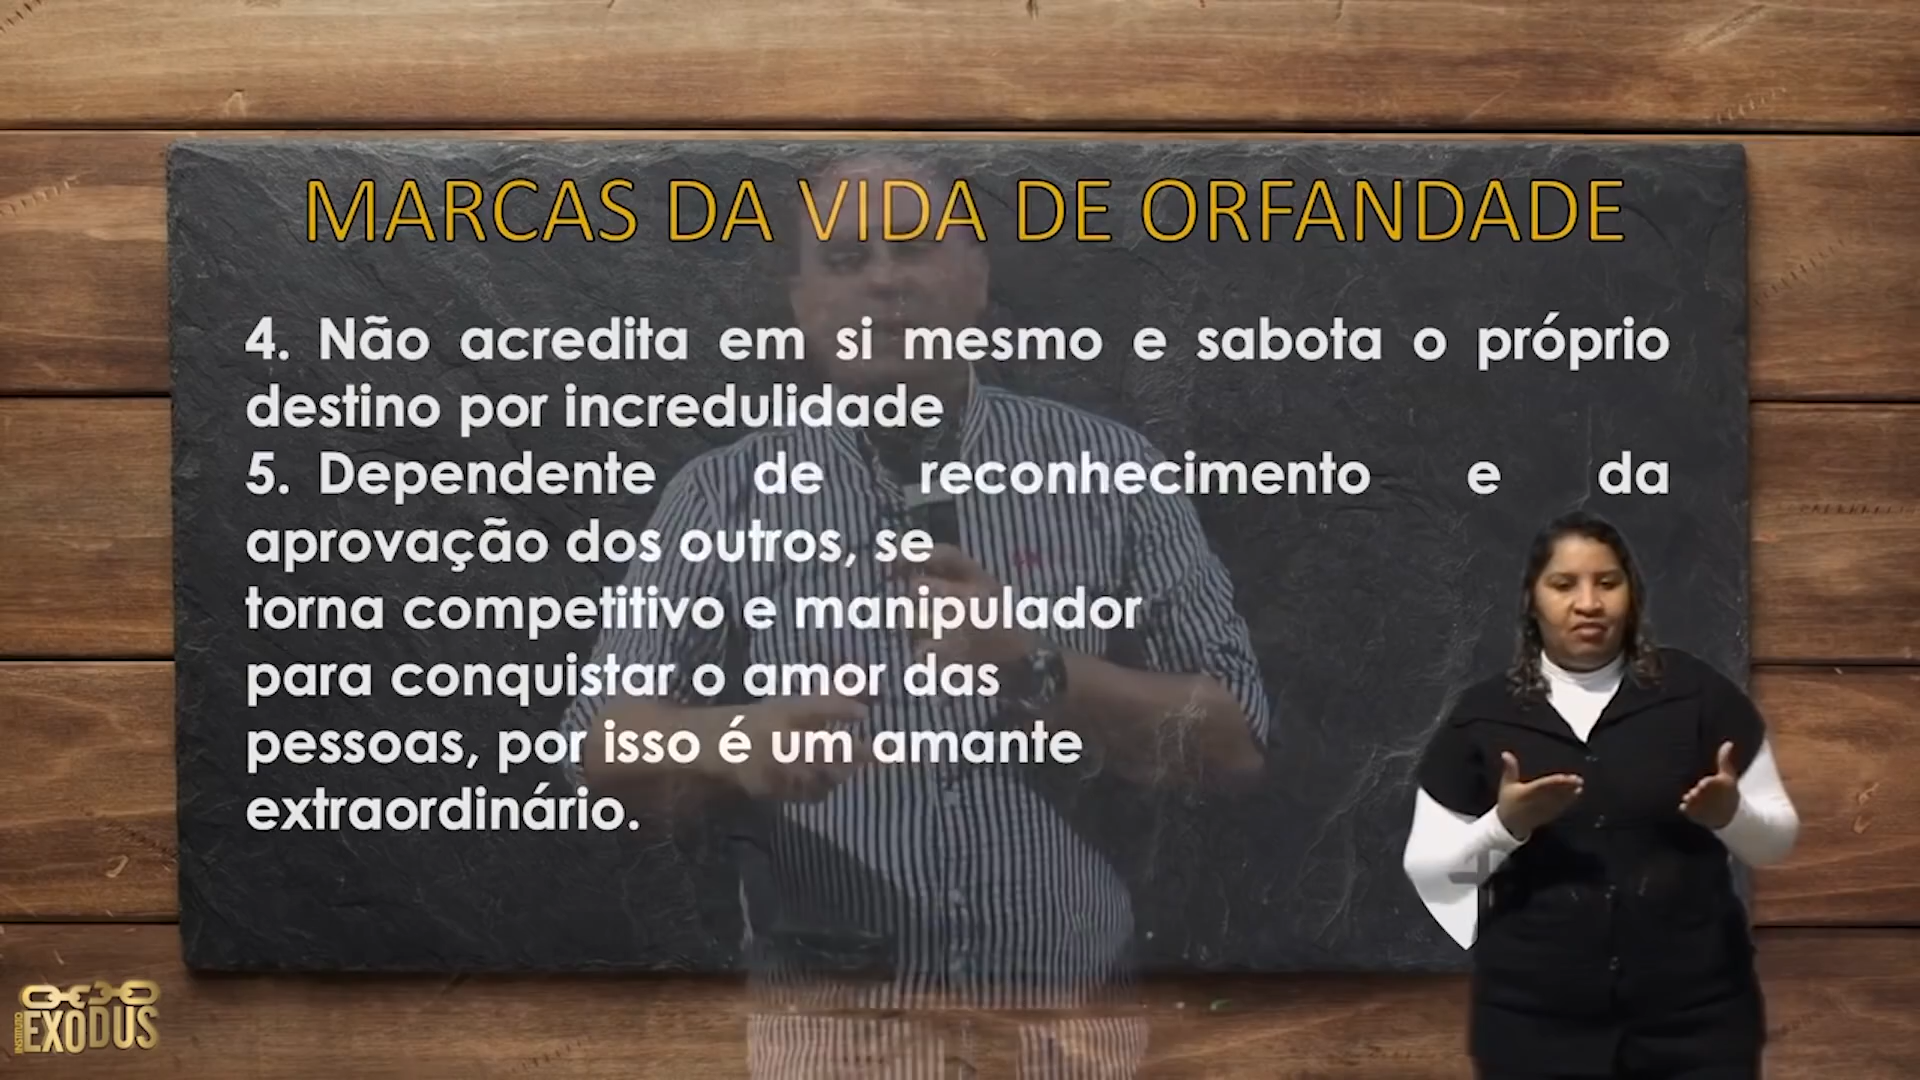 MARCAS DA VIDA DE ORFANDADE
4. Não acredita em si mesmo e sabota o próprio
destino por incredulidade
5. Dependente de reconhecimento e da
aprovação dos outros, se
torna competitivo e manipulador
para conquistar o amor das
pessoas, por isso é um amante
extraordinário.
INSTITUTO
EXODUS